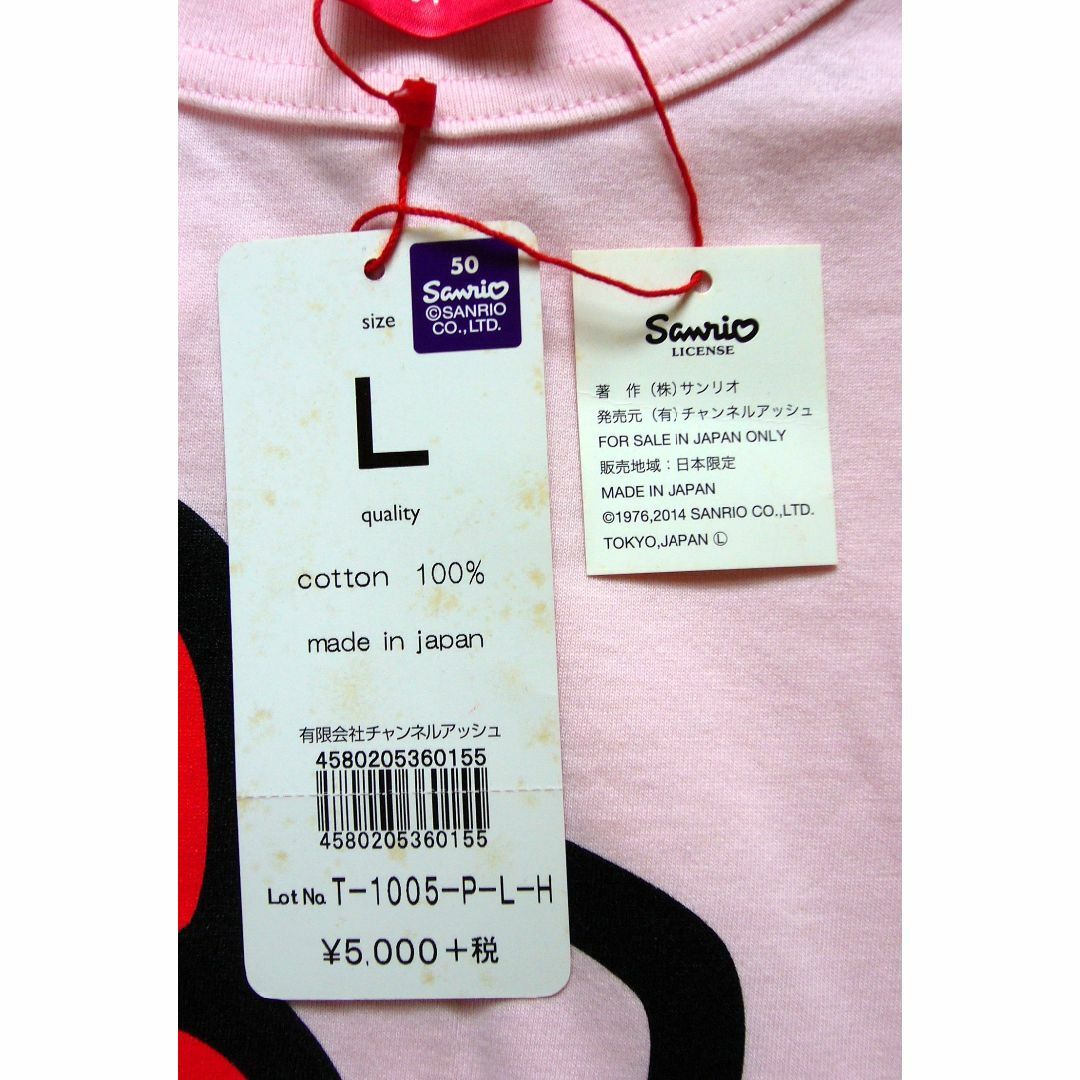 50
Sanrio
©SANRIO
CO.,LTD.
size
L
quality
cotton 100%
made in japan
有限会社チャンネルアッシュ
4580205360155
4580205360155
Lot No. T-1005-P-L-H
¥5,000+税
Sanrio
LICENSE
著 作 (株)サンリオ
発売元 (有)チャンネルアッシュ
FOR SALE IN JAPAN ONLY
販売地域：日本限定
MADE IN JAPAN
©1976,2014 SANRIO CO.,LTD.
TOKYO,JAPAN Ⓛ